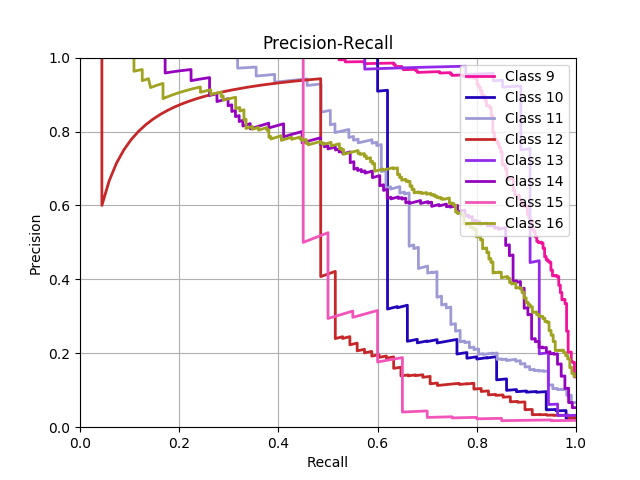 Precision-Recall
1.0
0.8
0.6
0.4
0.2
0.0
Precision
0.0 0.2 0.4 0.6 0.8 1.0
Recall
Class 9
Class 10
Class 11
Class 12
Class 13
Class 14
Class 15
Class 16